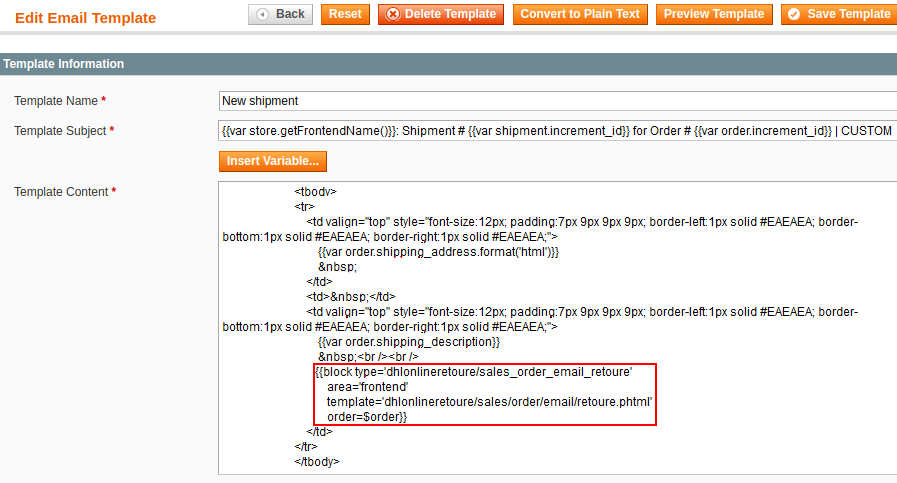 Edit Email Template
Back
Reset
Delete Template
Convert to Plain Text
Preview Template
Save Template
Template Information
Template Name *
New shipment
Template Subject *
{{var store.getFrontendName()}}: Shipment # {{var shipment.increment_id}} for Order # {{var order.increment_id}} | CUSTOM
Insert Variable...
Template Content *
<tbody>
<tr>
<td valign="top" style="font-size:12px; padding:7px 9px 9px 9px; border-left:1px solid #EAEAEA; border-
bottom:1px solid #EAEAEA; border-right:1px solid #EAEAEA;">
{{var order.shipping_address.format('html')}}
&nbsp;
</td>
<td>&nbsp;</td>
<td valign="top" style="font-size:12px; padding:7px 9px 9px 9px; border-left:1px solid #EAEAEA; border-
bottom:1px solid #EAEAEA; border-right:1px solid #EAEAEA;">
{{var order.shipping_description}}
&nbsp;<br /><br />
{{block type='dhlonlineretoure/sales_order_email_retoure'
area='frontend'
template='dhlonlineretoure/sales/order/email/retoure.phtml'
order=$order}}
</td>
</tr>
</tbody>